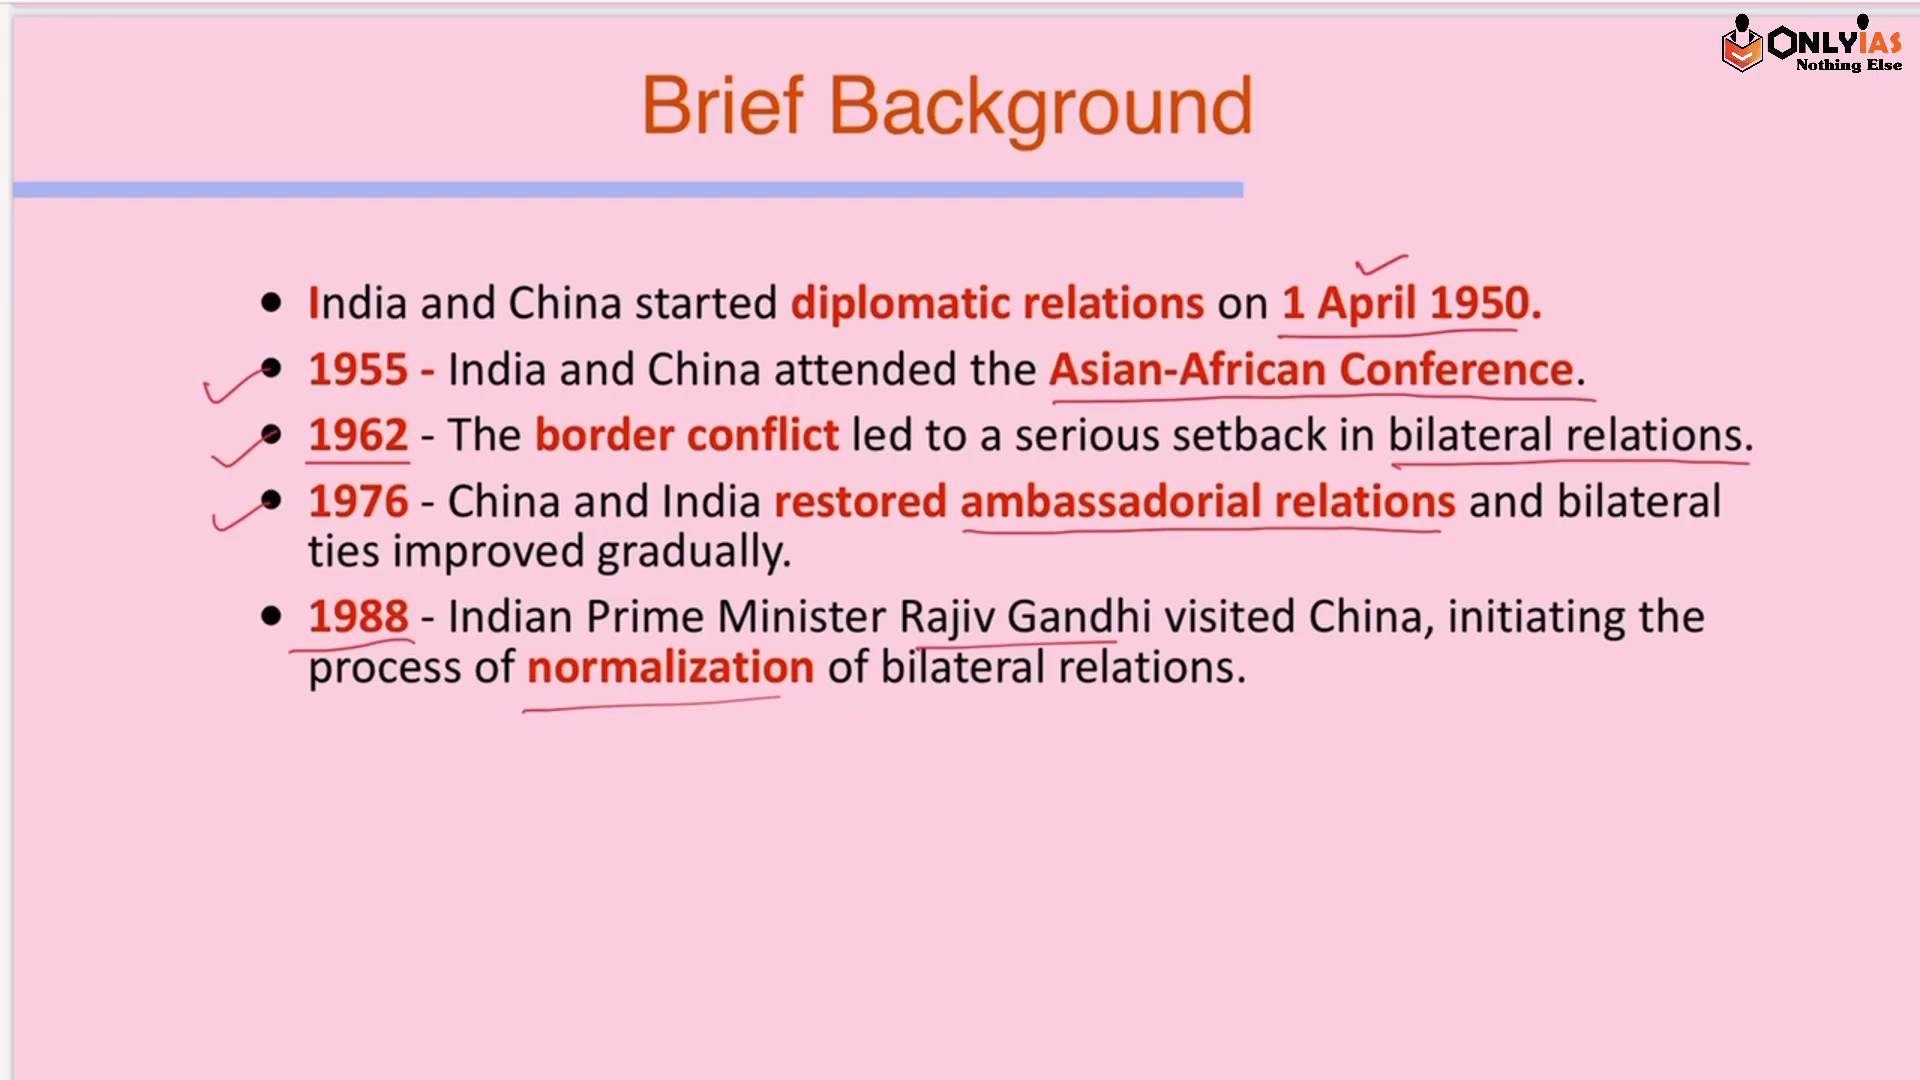 ONLYIAS
Nothing Else
Brief Background
• India and China started diplomatic relations on 1 April 1950.
• 1955 - India and China attended the Asian-African Conference.
• 1962 - The border conflict led to a serious setback in bilateral relations.
• 1976 - China and India restored ambassadorial relations and bilateral
ties improved gradually.
• 1988 - Indian Prime Minister Rajiv Gandhi visited China, initiating the
process of normalization of bilateral relations.